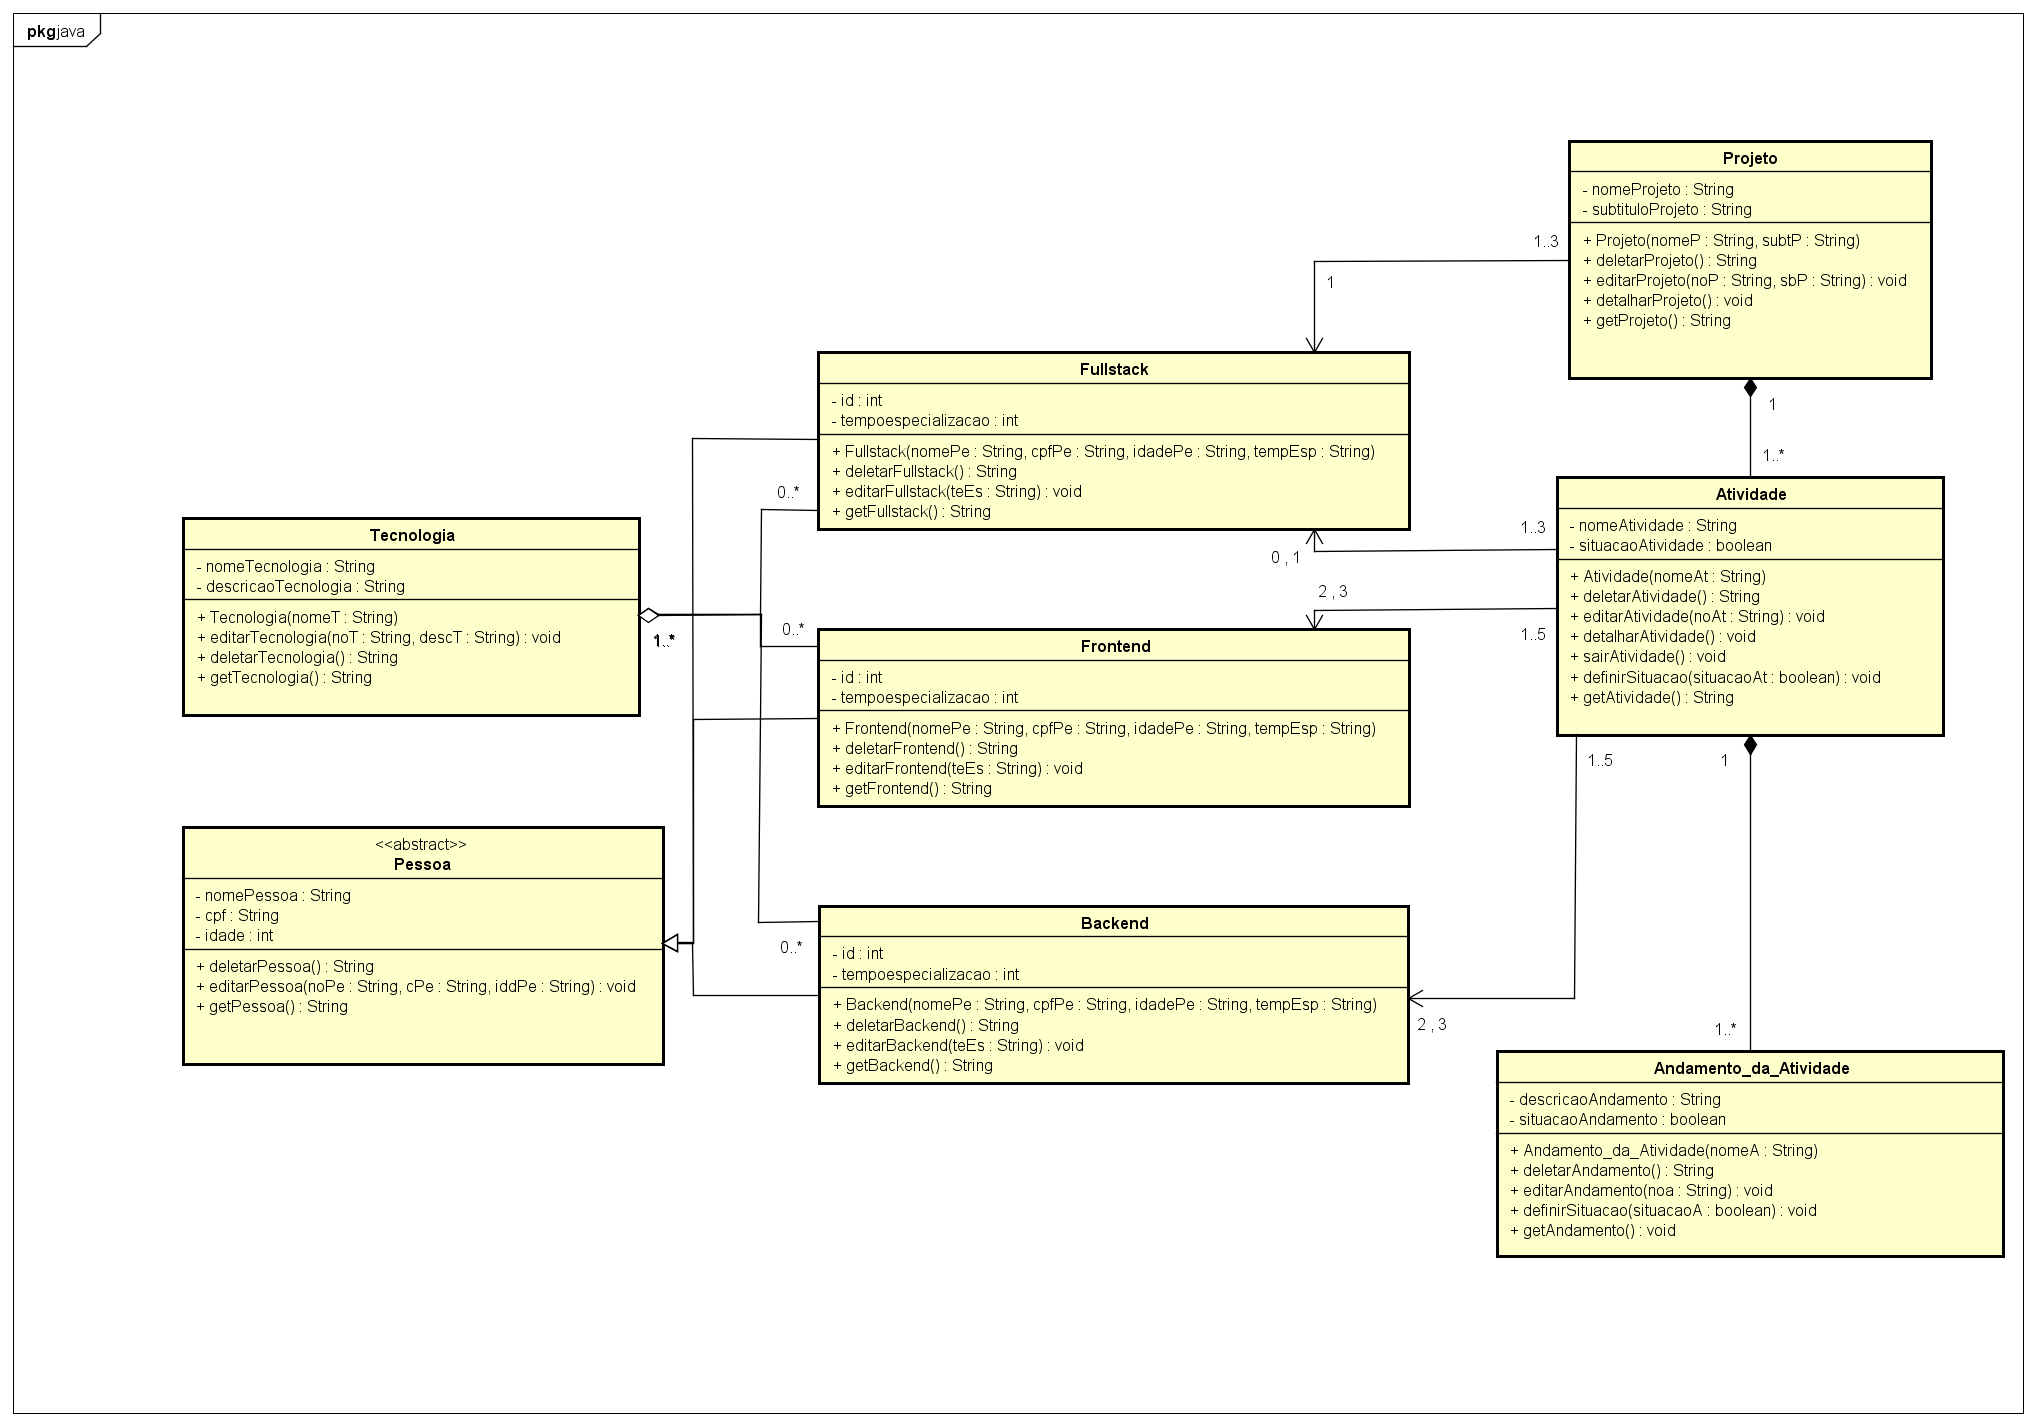 pkg java
Projeto
- nomeProjeto : String
- subtituloProjeto : String
+ Projeto(nomeP : String, subtP : String)
+ deletarProjeto() : String
+ editarProjeto(noP : String, sbP : String) : void
+ detalharProjeto() : void
+ getProjeto() : String
1..3
1
1
1..*
Fullstack
- id : int
- tempoespecializacao : int
+ Fullstack(nomePe : String, cpfPe : String, idadePe : String, tempEsp : String)
+ deletarFullstack() : String
+ editarFullstack(teEs : String) : void
+ getFullstack() : String
0..*
0 , 1
1..3
Atividade
- nomeAtividade : String
- situacaoAtividade : boolean
+ Atividade(nomeAt : String)
+ deletarAtividade() : String
+ editarAtividade(noAt : String) : void
+ detalharAtividade() : void
+ sairAtividade() : void
+ definirSituacao(situacaoAt : boolean) : void
+ getAtividade() : String
2 , 3
1..5
1..5
1
Tecnologia
- nomeTecnologia : String
- descricaoTecnologia : String
+ Tecnologia(nomeT : String)
+ editarTecnologia(noT : String, descT : String) : void
+ deletarTecnologia() : String
+ getTecnologia() : String
1..*
0..*
Frontend
- id : int
- tempoespecializacao : int
+ Frontend(nomePe : String, cpfPe : String, idadePe : String, tempEsp : String)
+ deletarFrontend() : String
+ editarFrontend(teEs : String) : void
+ getFrontend() : String
<<abstract>>
Pessoa
- nomePessoa : String
- cpf : String
- idade : int
+ deletarPessoa() : String
+ editarPessoa(noPe : String, cPe : String, iddPe : String) : void
+ getPessoa() : String
0..*
Backend
- id : int
- tempoespecializacao : int
+ Backend(nomePe : String, cpfPe : String, idadePe : String, tempEsp : String)
+ deletarBackend() : String
+ editarBackend(teEs : String) : void
+ getBackend() : String
2 , 3
1..*
Andamento_da_Atividade
- descricaoAndamento : String
- situacaoAndamento : boolean
+ Andamento_da_Atividade(nomeA : String)
+ deletarAndamento() : String
+ editarAndamento(noa : String) : void
+ definirSituacao(situacaoA : boolean) : void
+ getAndamento() : void